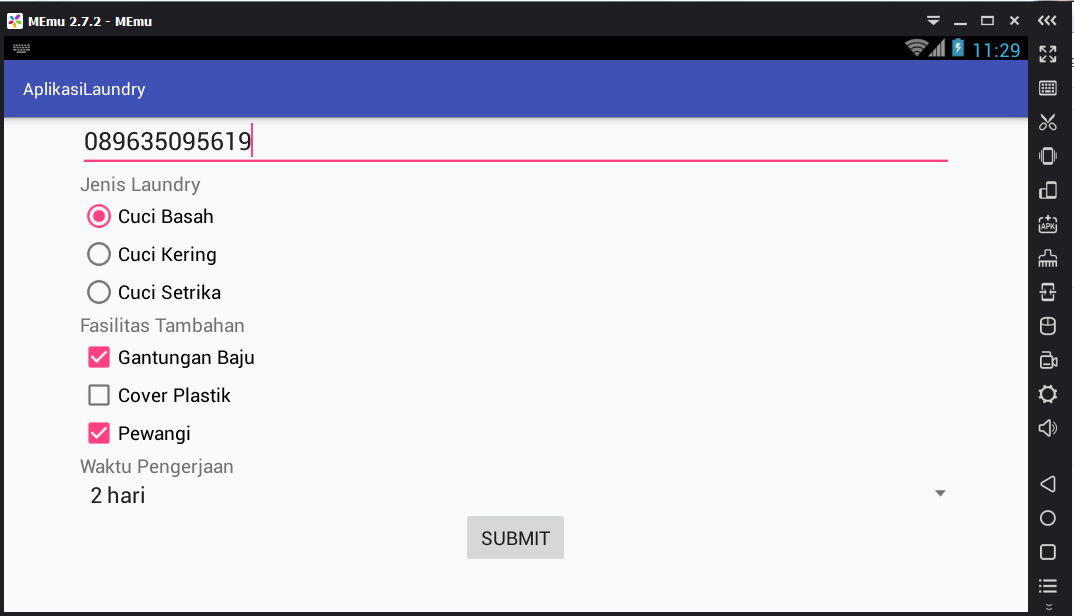 MEmu 2.7.2 - MEmu
11:29
AplikasiLaundry
089635095619
Jenis Laundry
Cuci Basah
Cuci Kering
Cuci Setrika
Fasilitas Tambahan
Gantungan Baju
Cover Plastik
Pewangi
Waktu Pengerjaan
2 hari
SUBMIT
APK